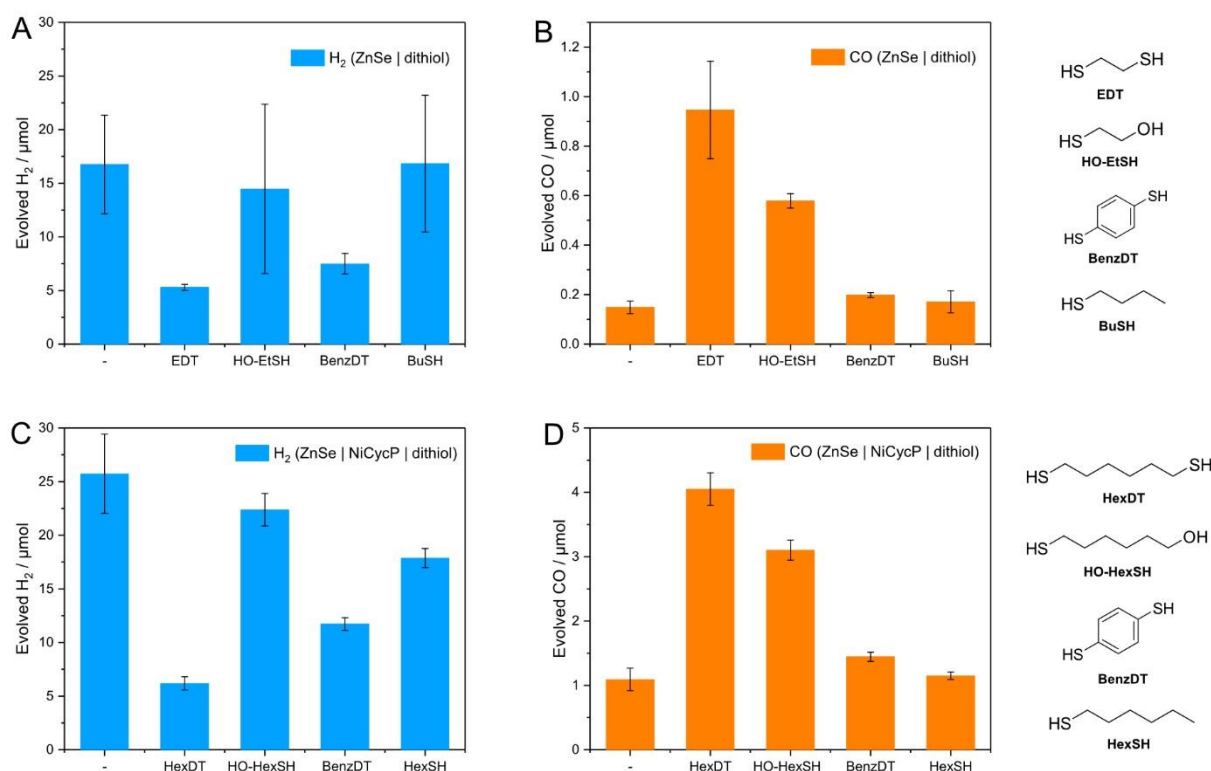 A
H2 (ZnSe | dithiol)
Evolved H2 / µmol
30
25
20
15
10
5
0
- EDT HO-EtSH BenzDT BuSH
B
CO (ZnSe | dithiol)
Evolved CO / µmol
1.2
1.0
0.8
0.6
0.4
0.2
0.0
- EDT HO-EtSH BenzDT BuSH
HS SH
EDT
HS OH
HO-EtSH
SH
HS
BenzDT
HS
BuSH
C
H2 (ZnSe | NiCycP | dithiol)
Evolved H2 / µmol
30
25
20
15
10
5
0
- HexDT HO-HexSH BenzDT HexSH
D
CO (ZnSe | NiCycP | dithiol)
Evolved CO / µmol
5
4
3
2
1
0
- HexDT HO-HexSH BenzDT HexSH
HS SH
HexDT
HS OH
HO-HexSH
SH
HS
BenzDT
HS
HexSH